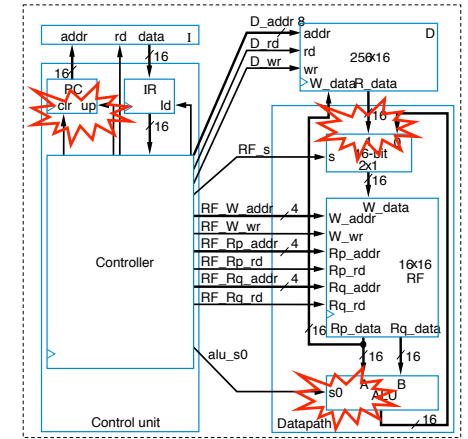 addr rd data I
16
16
PC IR
clr up ld
16
D_addr 8
D_rd
D_wr
addr
rd
wr
D
256x16
W_data R_data
16
16
RF_s
s
16-bit
2x1
16
RF_W_addr 4
RF_W_wr
RF_Rp_addr 4
RF_Rp_rd
RF_Rq_addr 4
RF_Rq_rd
W_data
W_addr
W_wr
Rp_addr
Rp_rd
Rq_addr
Rq_rd
16x16
RF
Rp_data Rq_data
16
16
16
Controller
alu_s0
s0
A B
ALU
16
Control unit
Datapath